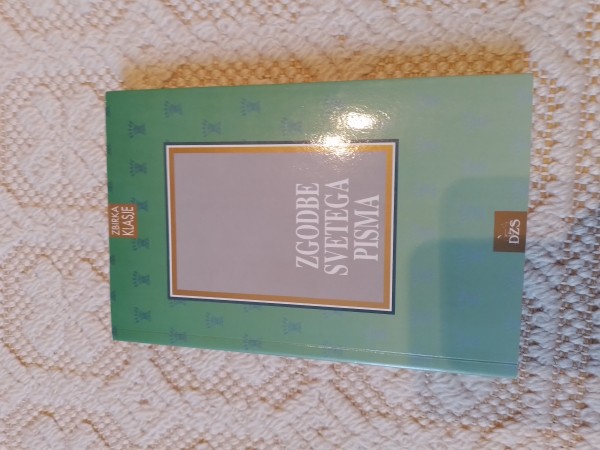 ZBIRKA
KLASJE
ZGODBE
SVETEGA
PISMA
DZS